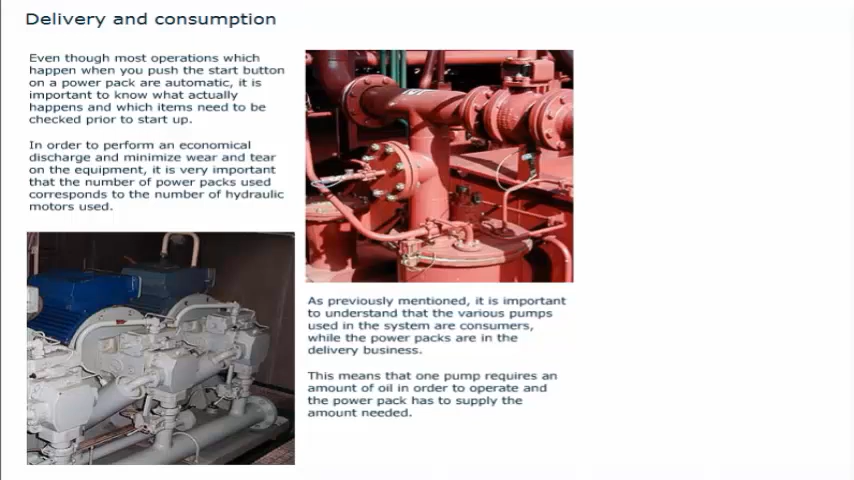 Delivery and consumption
Even though most operations which
happen when you push the start button
on a power pack are automatic, it is
important to know what actually
happens and which items need to be
checked prior to start up.
In order to perform an economical
discharge and minimize wear and tear
on the equipment, it is very important
that the number of power packs used
corresponds to the number of hydraulic
motors used.
As previously mentioned, it is important
to understand that the various pumps
used in the system are consumers,
while the power packs are in the
delivery business.
This means that one pump requires an
amount of oil in order to operate and
the power pack has to supply the
amount needed.